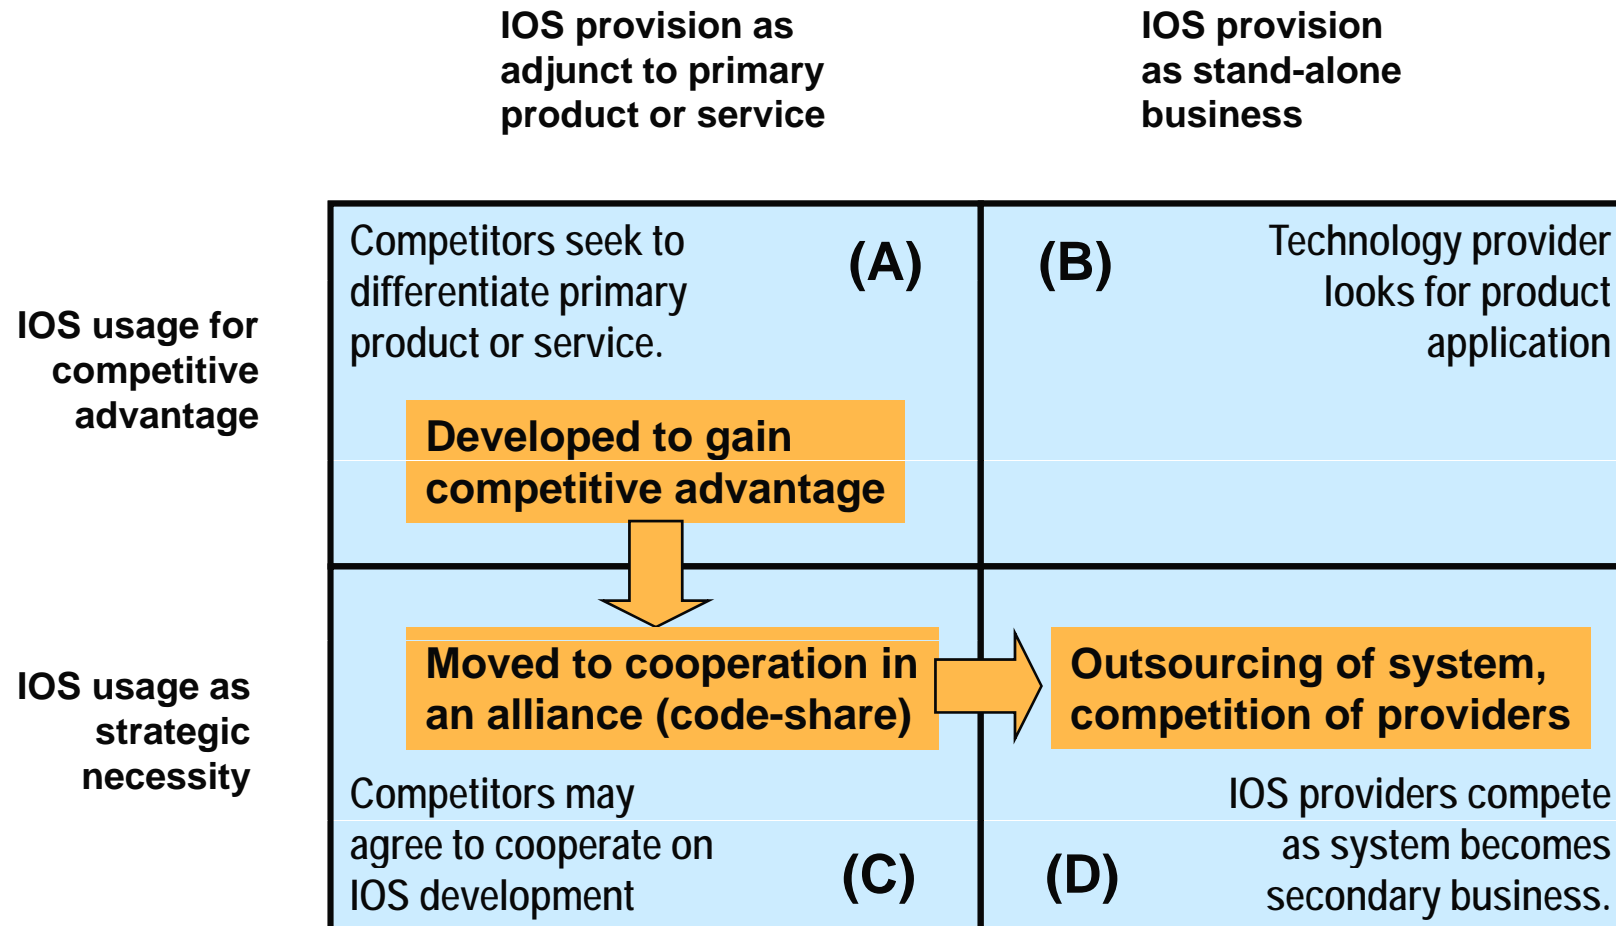 IOS provision as
adjunct to primary
product or service
IOS provision
as stand-alone
business
IOS usage for
competitive
advantage
Competitors seek to
differentiate primary
product or service.
(A)
Developed to gain
competitive advantage
(B)
Technology provider
looks for product
application
IOS usage as
strategic
necessity
Moved to cooperation in
an alliance (code-share)
Competitors may
agree to cooperate on
IOS development
(C)
Outsourcing of system,
competition of providers
(D)
IOS providers compete
as system becomes
secondary business.